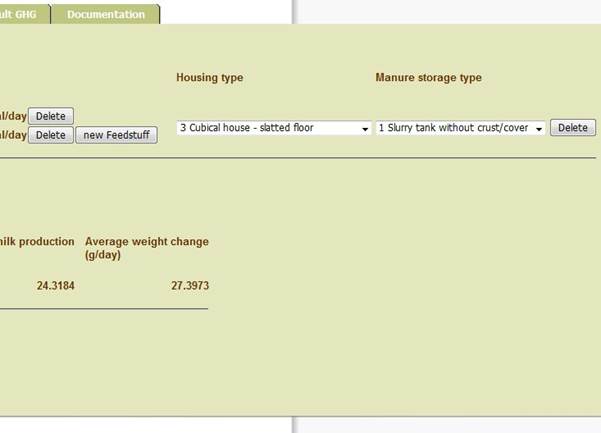 ult GHG Documentation
Housing type Manure storage type
al/day Delete
3 Cubical house - slatted floor 1 Slurry tank without crust/cover Delete
al/day Delete new Feedstuff
milk production Average weight change
(g/day)
24.3184 27.3973